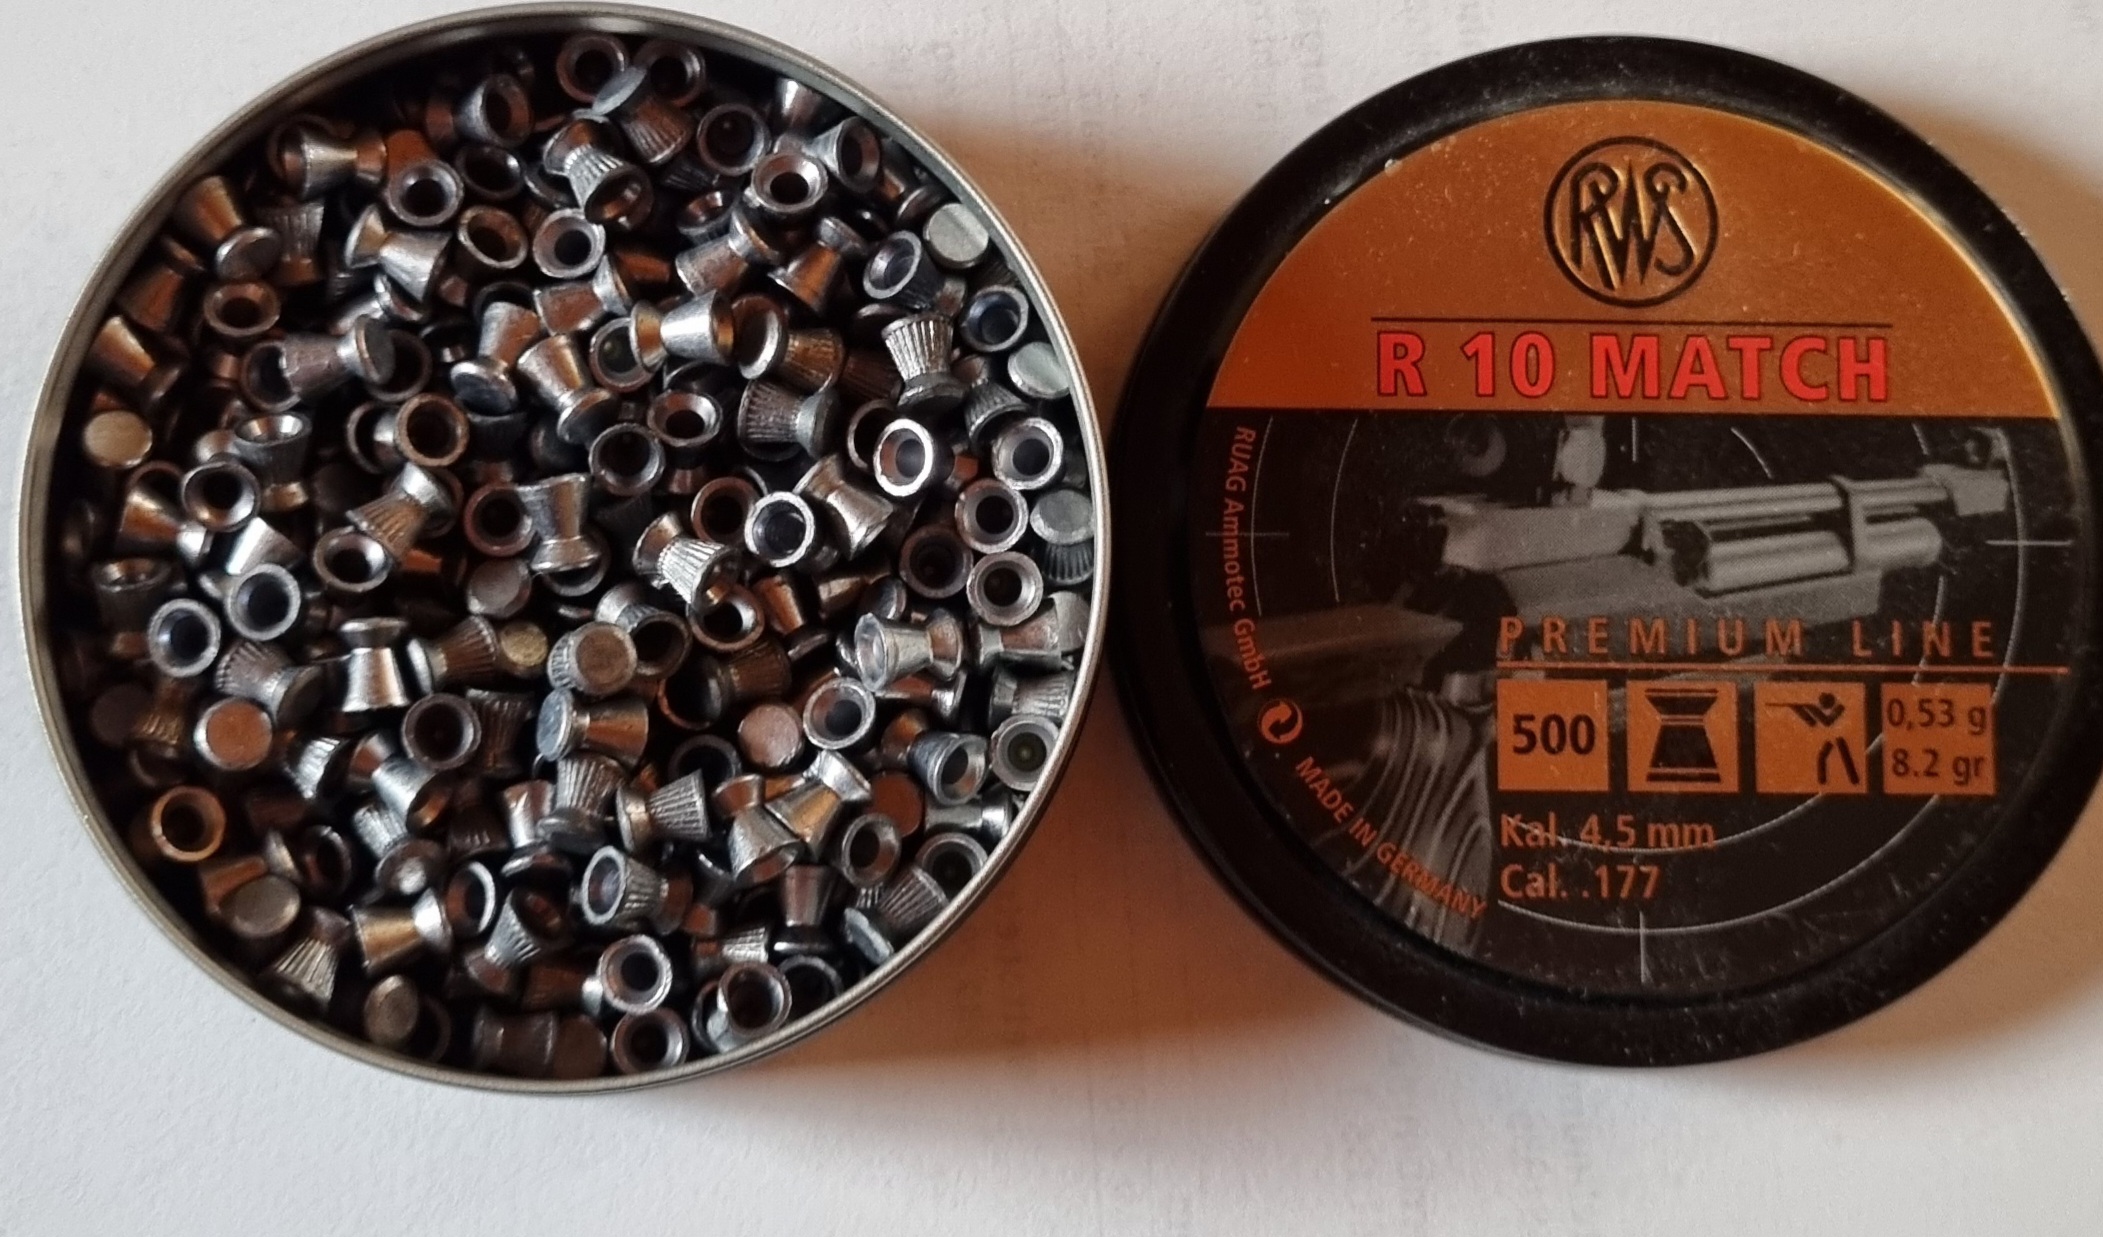 RWS
R 10 MATCH
RUAG Ammotec GmbH
MADE IN GERMANY
PREMIUM LINE
500
0,53 g
8.2 gr
Kal. 4,5 mm
Cal. .177